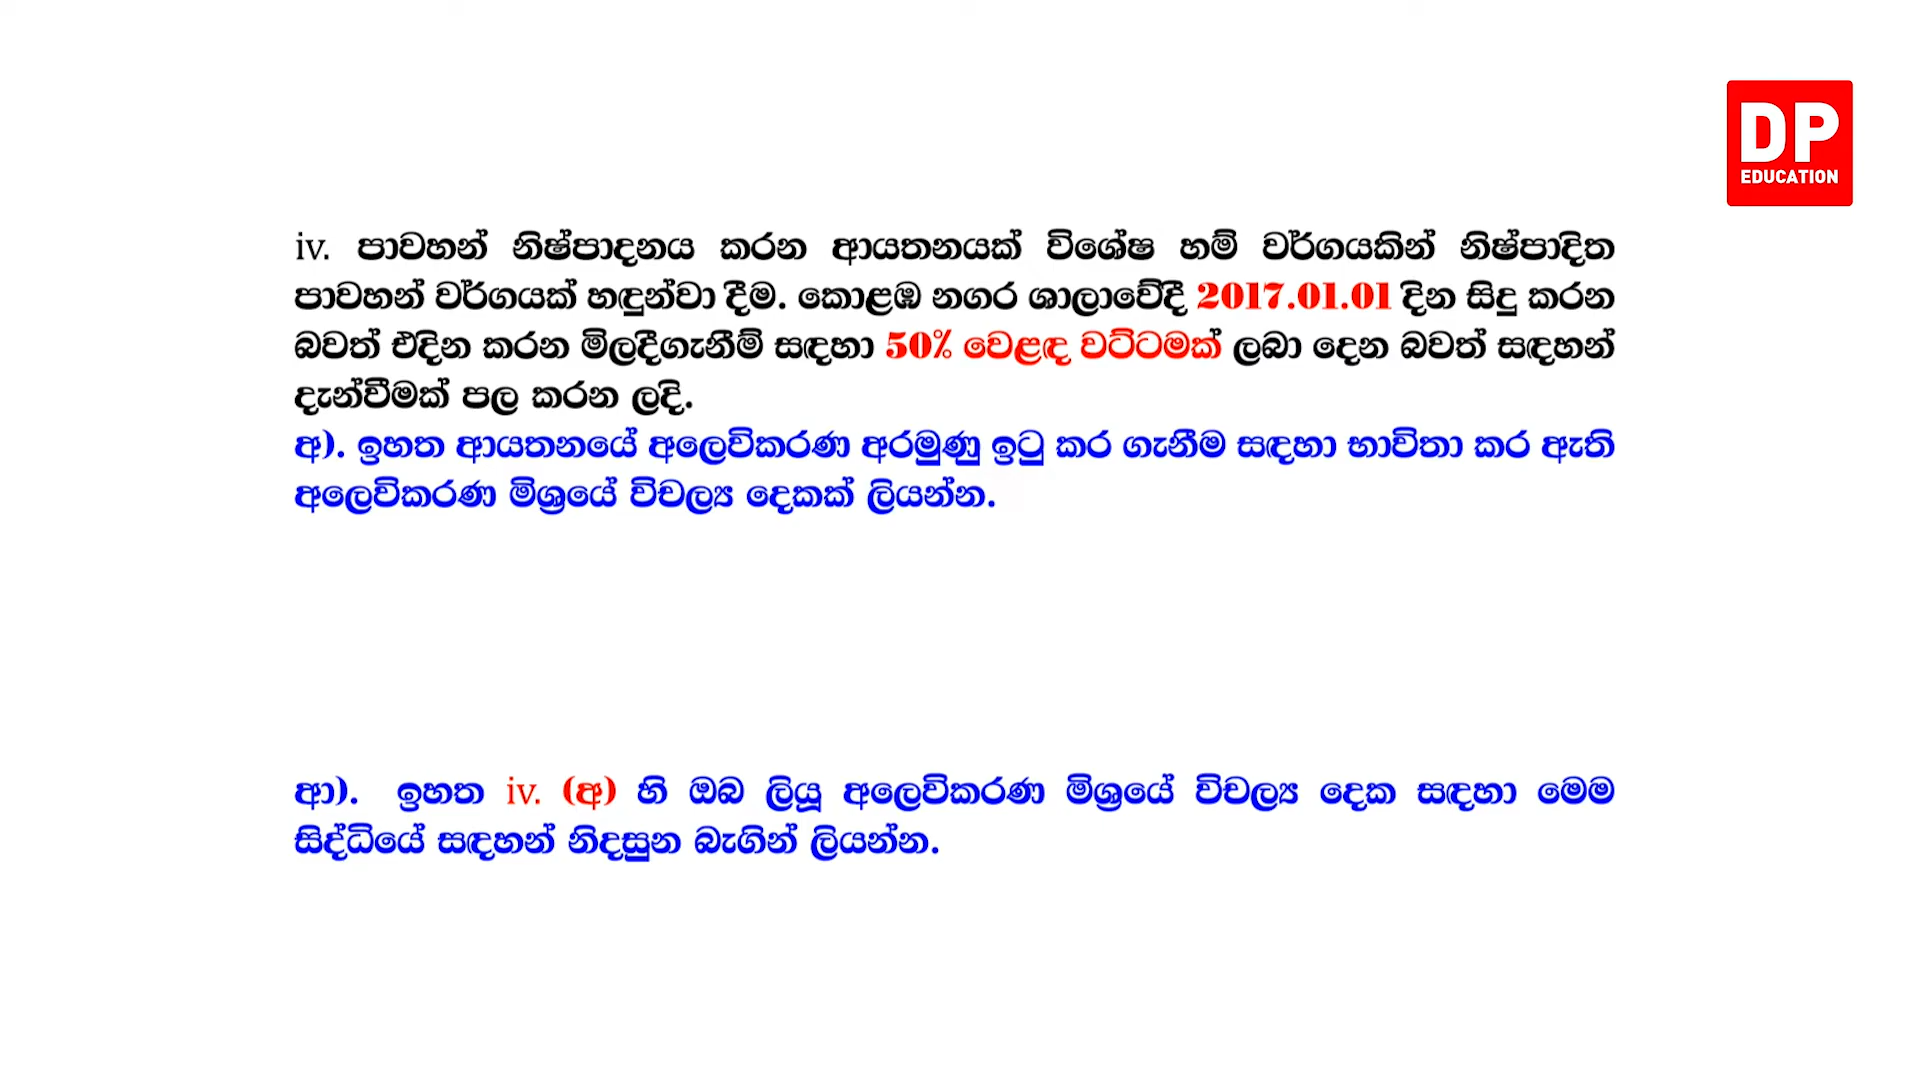 DP
EDUCATION
iv. පාවහන් නිෂ්පාදනය කරන ආයතනයක් විශේෂ හම් වර්ගයකින් නිෂ්පාදිත
පාවහන් වර්ගයක් හඳුන්වා දීම. කොළඹ නගර ශාලාවේදී 2017.01.01 දින සිදු කරන
බවත් එදින කරන මිලදීගැනීම් සඳහා 50% වෙළඳ වට්ටමක් ලබා දෙන බවත් සඳහන්
දැන්වීමක් පල කරන ලදි.
අ). ඉහත ආයතනයේ අලෙවිකරණ අරමුණු ඉටු කර ගැනීම සඳහා භාවිතා කර ඇති
අලෙවිකරණ මිශ්‍රයේ විචල්‍ය දෙකක් ලියන්න.
ආ). ඉහත iv. (අ) හි ඔබ ලියූ අලෙවිකරණ මිශ්‍රයේ විචල්‍ය දෙක සඳහා මෙම
සිද්ධියේ සඳහන් නිදසුන බැගින් ලියන්න.